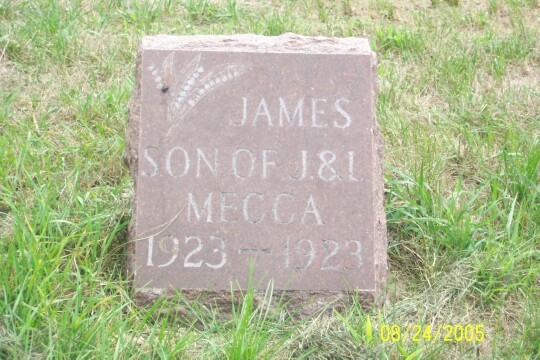 JAMES
SON OF J.&L
MECCA
1923 — 1923
08/24/2005